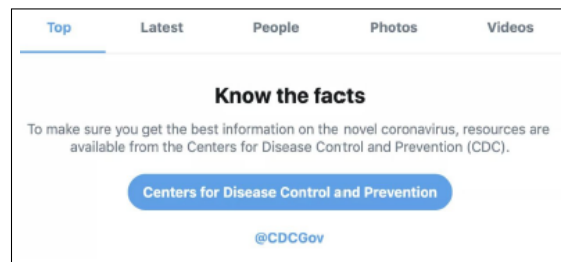 Top Latest People Photos Videos
Know the facts
To make sure you get the best information on the novel coronavirus, resources are
available from the Centers for Disease Control and Prevention (CDC).
Centers for Disease Control and Prevention
@CDCGov